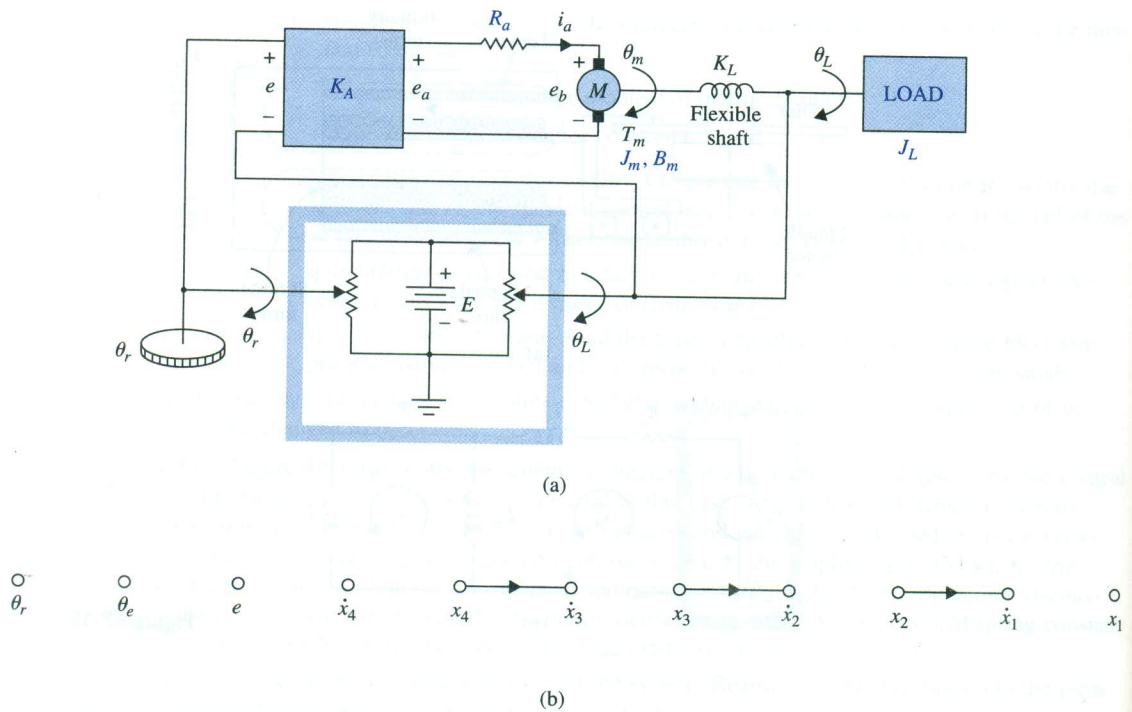 R_a i_a
+ + + θ_m K_L θ_L
e K_A e_a e_b M LOAD
− − − Flexible
T_m shaft
J_m, B_m J_L
+
E
−
θ_r θ_r θ_L
(a)
θ_r θ_e e ẋ_4 x_4 ẋ_3 x_3 ẋ_2 x_2 ẋ_1 x_1
(b)